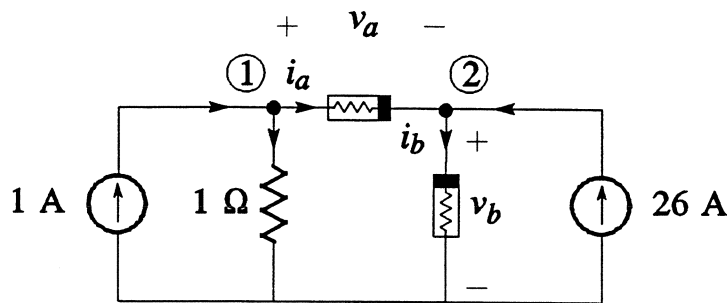 + v_a −
① i_a ②
i_b +
1 A 1 Ω v_b 26 A
−